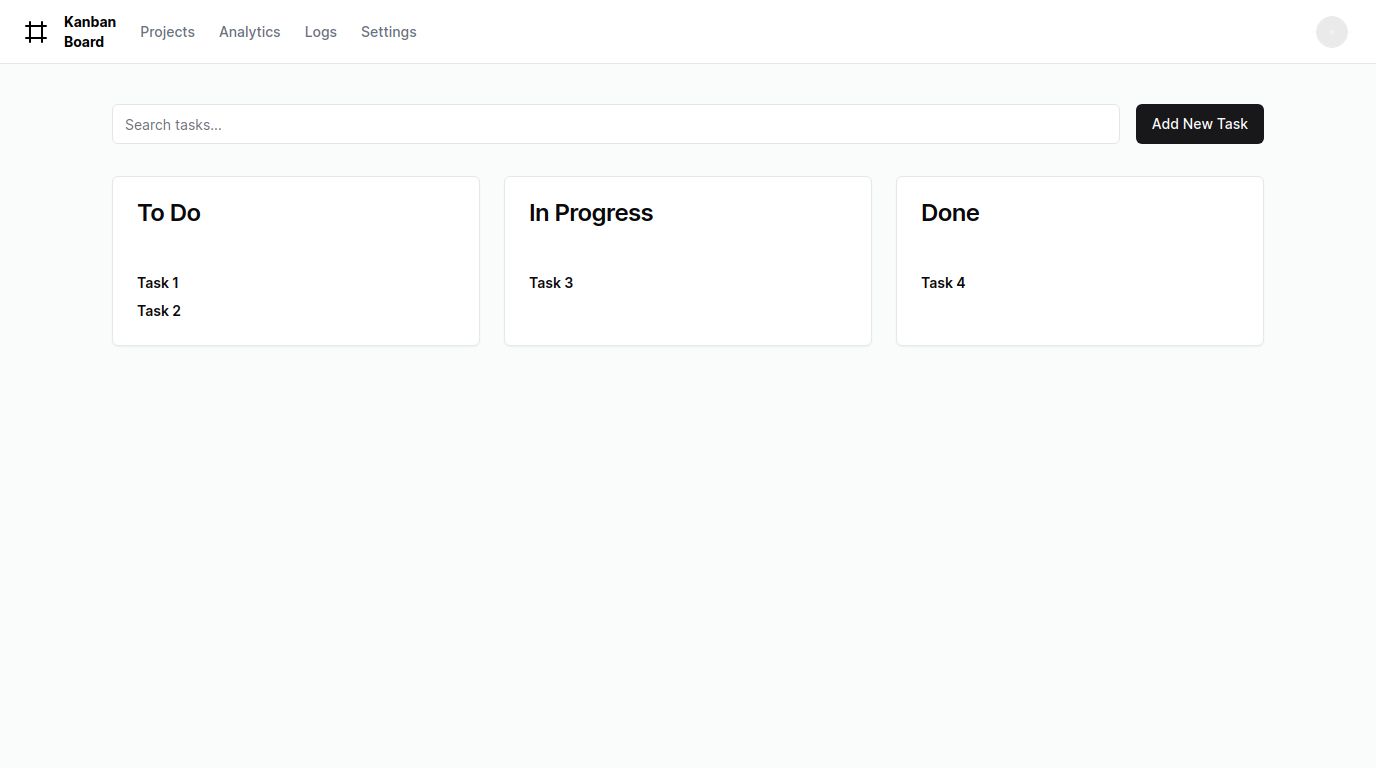 Kanban
Board
Projects
Analytics
Logs
Settings
Search tasks...
Add New Task
To Do
Task 1
Task 2
In Progress
Task 3
Done
Task 4